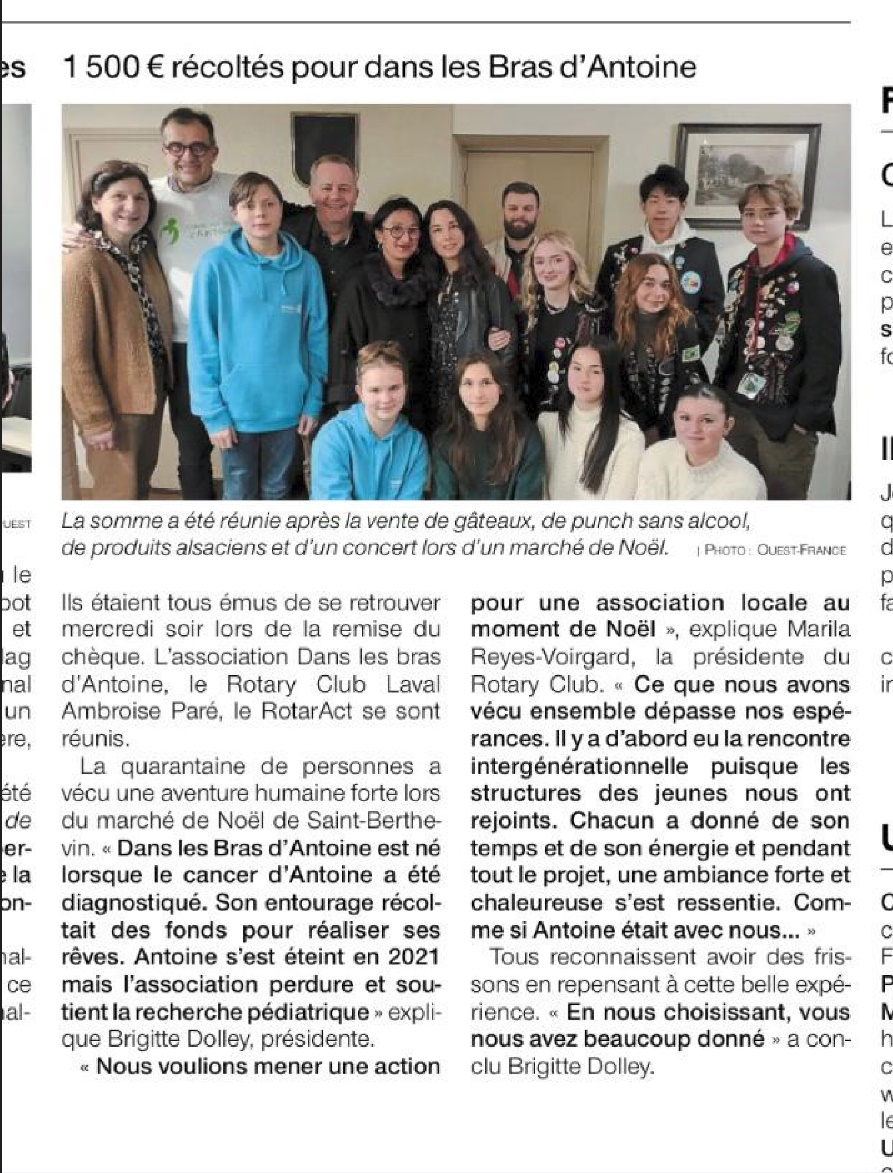 es
1 500 € récoltés pour dans les Bras d'Antoine
La somme a été réunie après la vente de gâteaux, de punch sans alcool,
de produits alsaciens et d'un concert lors d'un marché de Noël. | PHOTO : OUEST-FRANCE
Ils étaient tous émus de se retrouver
mercredi soir lors de la remise du
chèque. L'association Dans les bras
d'Antoine, le Rotary Club Laval
Ambroise Paré, le RotarAct se sont
réunis.
La quarantaine de personnes a
vécu une aventure humaine forte lors
du marché de Noël de Saint-Berthe-
vin. « Dans les Bras d'Antoine est né
lorsque le cancer d'Antoine a été
diagnostiqué. Son entourage récol-
tait des fonds pour réaliser ses
rêves. Antoine s'est éteint en 2021
mais l'association perdure et sou-
tient la recherche pédiatrique » expli-
que Brigitte Dolley, présidente.
« Nous voulions mener une action
pour une association locale au
moment de Noël », explique Marila
Reyes-Voirgard, la présidente du
Rotary Club. « Ce que nous avons
vécu ensemble dépasse nos espé-
rances. Il y a d'abord eu la rencontre
intergénérationnelle puisque les
structures des jeunes nous ont
rejoints. Chacun a donné de son
temps et de son énergie et pendant
tout le projet, une ambiance forte et
chaleureuse s'est ressentie. Com-
me si Antoine était avec nous... »
Tous reconnaissent avoir des fris-
sons en repensant à cette belle expé-
rience. « En nous choisissant, vous
nous avez beaucoup donné » a con-
clu Brigitte Dolley.